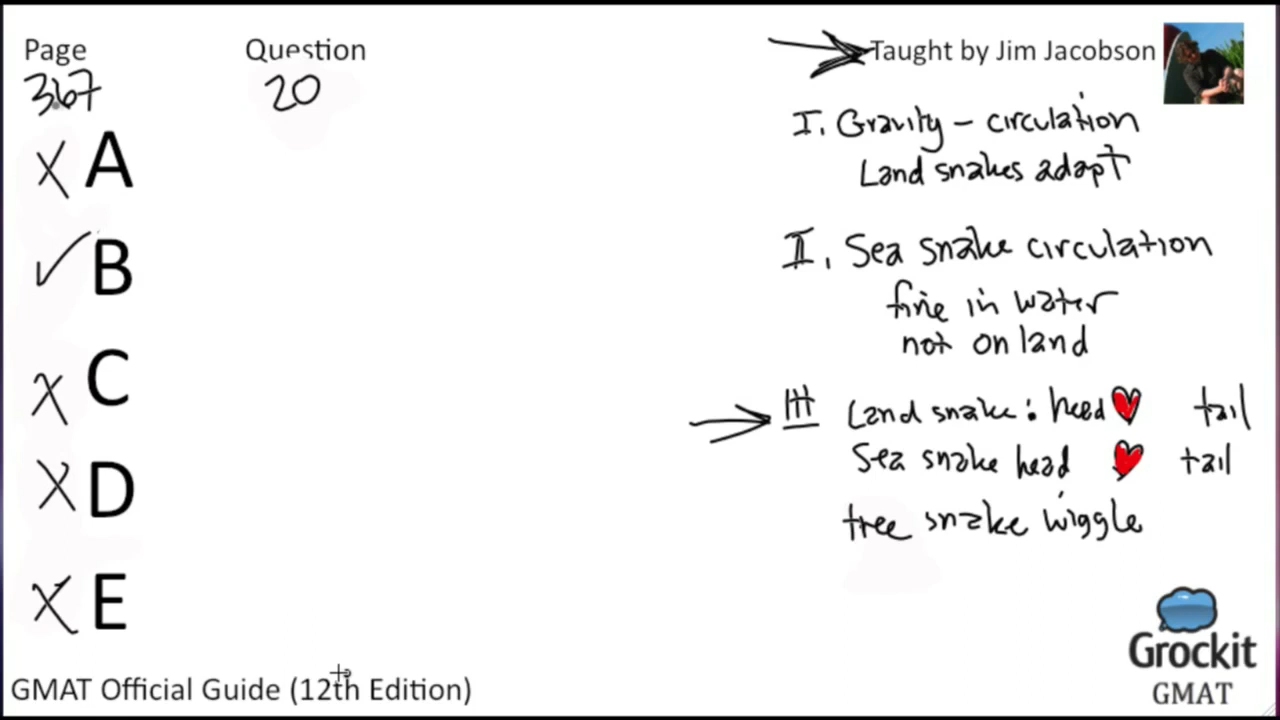 Page
Question
Taught by Jim Jacobson
367
20
I. Gravity - circulation
Land snakes adapt
X A
✓ B
X C
X D
X E
II. Sea snake circulation
fine in water
not on land
III Land snake: head ♥ tail
Sea snake head ♥ tail
tree snake wiggle
Grockit
GMAT
GMAT Official Guide (12th Edition)